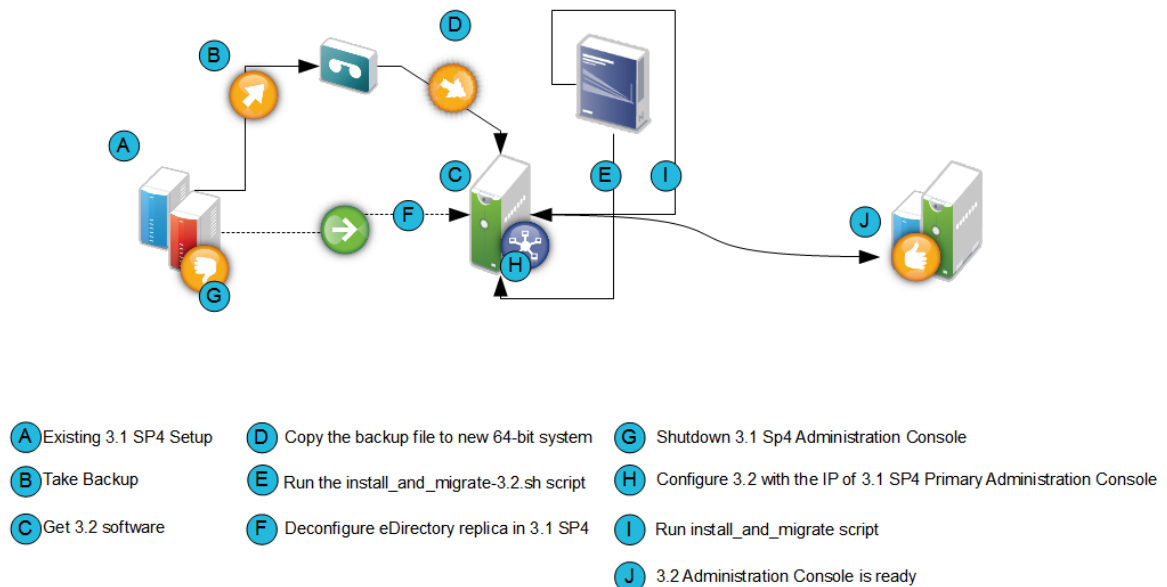 D
B
A
C
E
I
F
J
H
G
A Existing 3.1 SP4 Setup
B Take Backup
C Get 3.2 software
D Copy the backup file to new 64-bit system
E Run the install_and_migrate-3.2.sh script
F Deconfigure eDirectory replica in 3.1 SP4
G Shutdown 3.1 Sp4 Administration Console
H Configure 3.2 with the IP of 3.1 SP4 Primary Administration Console
I Run install_and_migrate script
J 3.2 Administration Console is ready